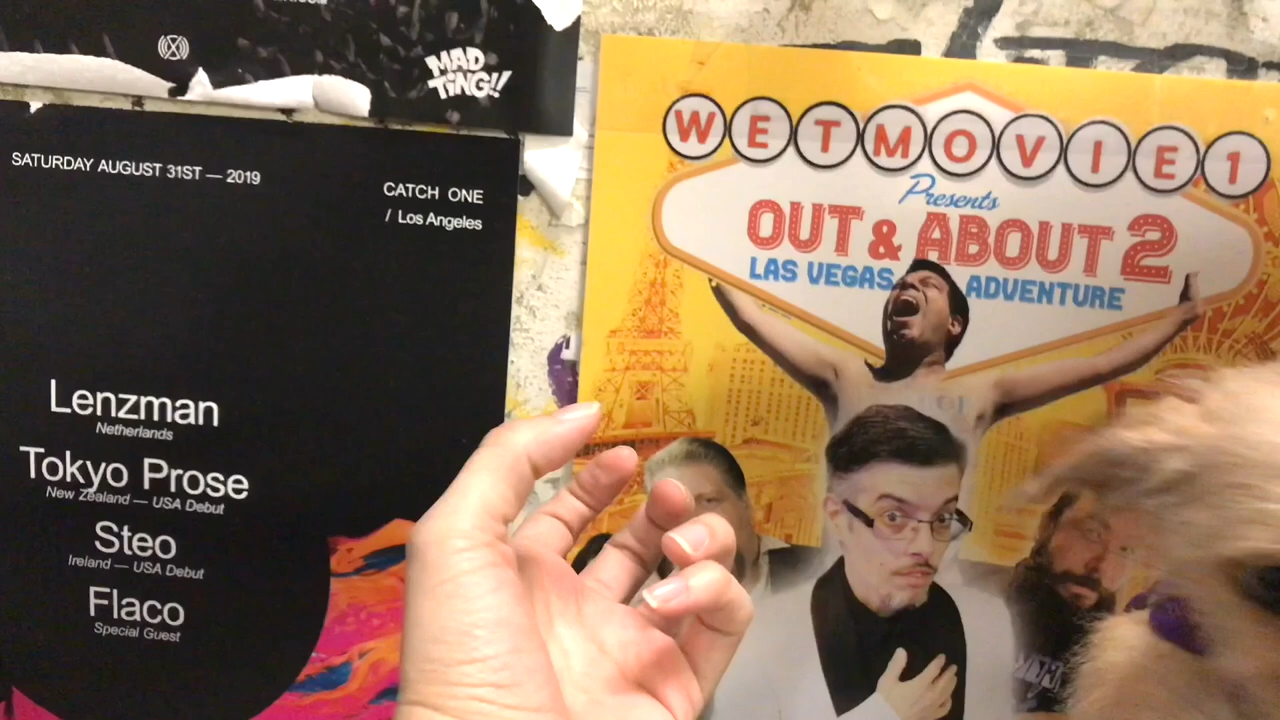 MAD
TiNG!!
SATURDAY AUGUST 31ST — 2019
CATCH ONE
/ Los Angeles
Lenzman
Netherlands
Tokyo Prose
New Zealand — USA Debut
Steo
Ireland — USA Debut
Flaco
Special Guest
WETMOVIE1
Presents
OUT & ABOUT 2
LAS VEGAS ADVENTURE